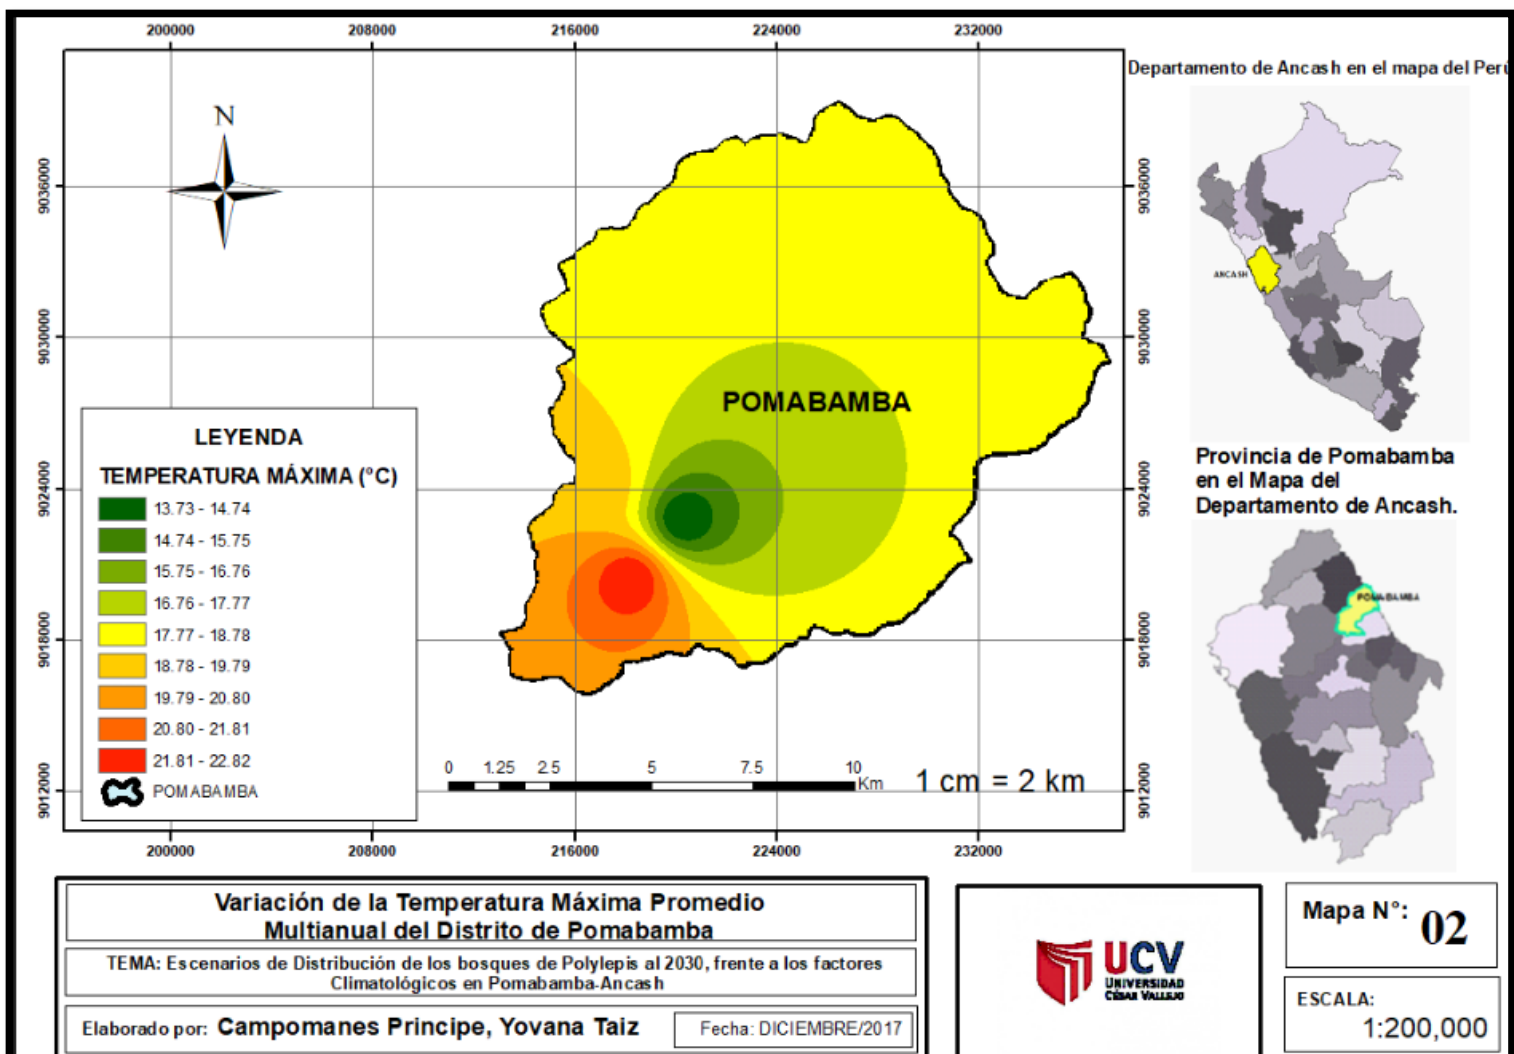 200000 208000 216000 224000 232000
Departamento de Ancash en el mapa del Perú
N
9036000 9036000
ANCASH
9030000 9030000
POMABAMBA
LEYENDA
TEMPERATURA MÁXIMA (°C)
13.73 - 14.74
14.74 - 15.75
15.75 - 16.76
16.76 - 17.77
17.77 - 18.78
18.78 - 19.79
19.79 - 20.80
20.80 - 21.81
21.81 - 22.82
POMABAMBA
Provincia de Pomabamba
en el Mapa del
Departamento de Ancash.
9024000 9024000
POMABAMBA
9018000 9018000
0 1.25 2.5 5 7.5 10
Km
1 cm = 2 km
9012000 9012000
200000 208000 216000 224000 232000
Variación de la Temperatura Máxima Promedio
Multianual del Distrito de Pomabamba
TEMA: Escenarios de Distribución de los bosques de Polylepis al 2030, frente a los factores
Climatológicos en Pomabamba-Ancash
Elaborado por: Campomanes Principe, Yovana Taiz
Fecha: DICIEMBRE/2017
UCV
UNIVERSIDAD
CÉSAR VALLEJO
Mapa N°: 02
ESCALA:
1:200,000